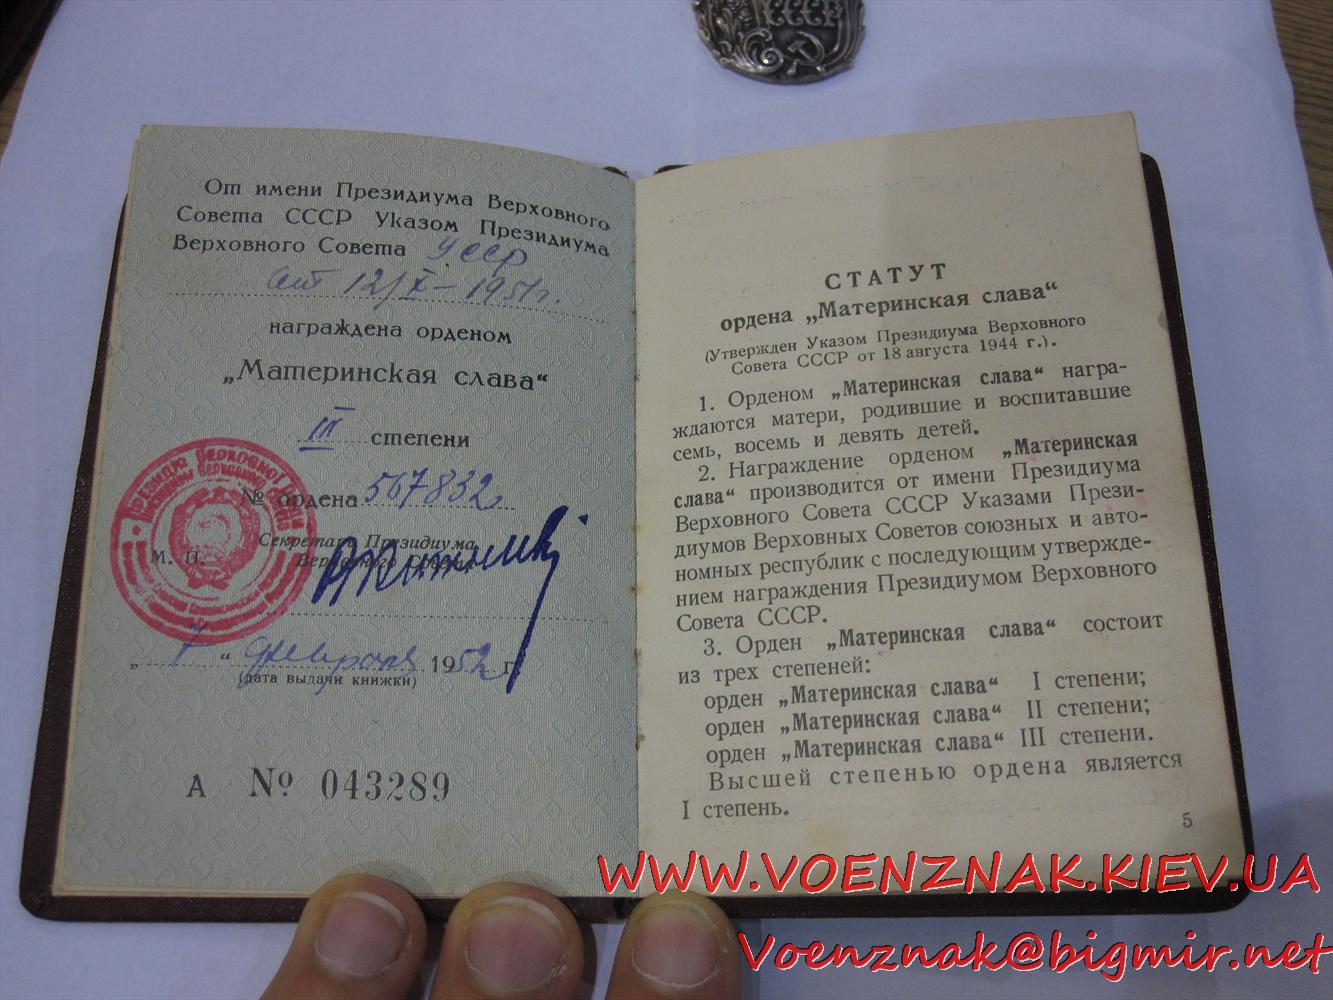 СССР
От имени Президиума Верховного
Совета СССР Указом Президиума
Верховного Совета УССР
от 12/X-1951г.
награждена орденом
„Материнская слава“
III степени
№ ордена 567832
Секретарь Президиума
Верховного Совета
М. П.
„ 7 “ февраля 1952 г.
(дата выдачи книжки)
А № 043289
СТАТУТ
ордена „Материнская слава“
(Утвержден Указом Президиума Верховного
Совета СССР от 18 августа 1944 г.).
1. Орденом „Материнская слава“ награ-
ждаются матери, родившие и воспитавшие
семь, восемь и девять детей.
2. Награждение орденом „Материнская
слава“ производится от имени Президиума
Верховного Совета СССР Указами Прези-
диумов Верховных Советов союзных и авто-
номных республик с последующим утвержде-
нием награждения Президиумом Верховного
Совета СССР.
3. Орден „Материнская слава“ состоит
из трех степеней:
орден „Материнская слава“ I степени;
орден „Материнская слава“ II степени;
орден „Материнская слава“ III степени.
Высшей степенью ордена является
I степень.
5
WWW.VOENZNAK.KIEV.UA
Voenznak@bigmir.net